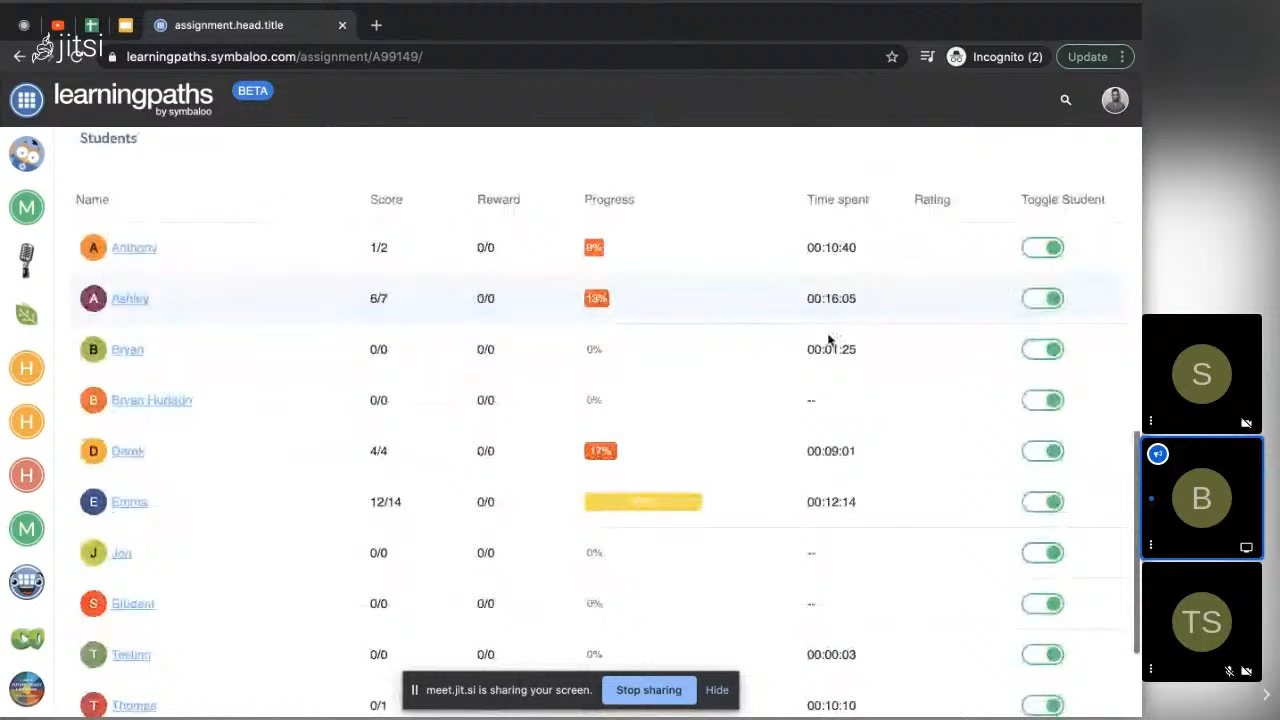 assignment.head.title
jitsi
learningpaths.symbaloo.com/assignment/A99149/
Incognito (2)
Update
learningpaths
by symbaloo
BETA
Students
Name Score Reward Progress Time spent Rating Toggle Student
A Anthony 1/2 0/0 00:10:40
A Ashley 6/7 0/0 13% 00:16:05
B Bryan 0/0 0/0 0% 00:01:25
B Bryan Hurtado 0/0 0/0 0% --
D Derek 4/4 0/0 17% 00:09:01
E Emma 12/14 0/0 00:12:14
J Jon 0/0 0/0 0% --
S Student 0/0 0/0 0% --
T Testing 0/0 0/0 0% 00:00:03
T Thomas 0/1 00:10:10
M
H
H
H
M
meet.jit.si is sharing your screen. Stop sharing Hide
S
B
TS